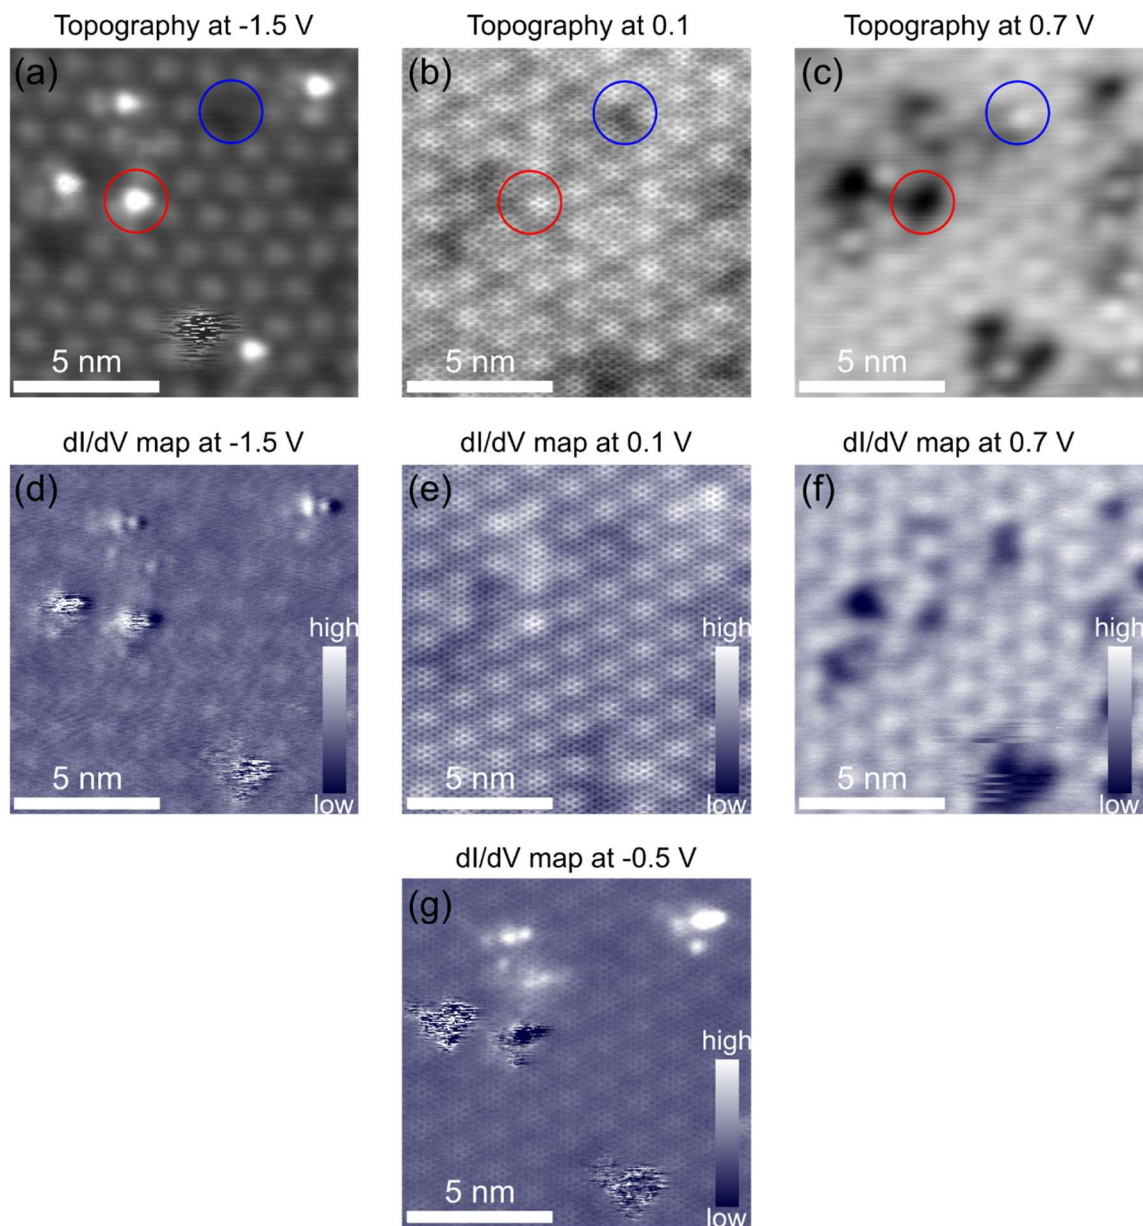 Topography at -1.5 V
Topography at 0.1
Topography at 0.7 V
(a)
(b)
(c)
5 nm
5 nm
5 nm
dI/dV map at -1.5 V
dI/dV map at 0.1 V
dI/dV map at 0.7 V
(d)
(e)
(f)
high
high
high
5 nm
5 nm
5 nm
low
low
low
dI/dV map at -0.5 V
(g)
high
5 nm
low